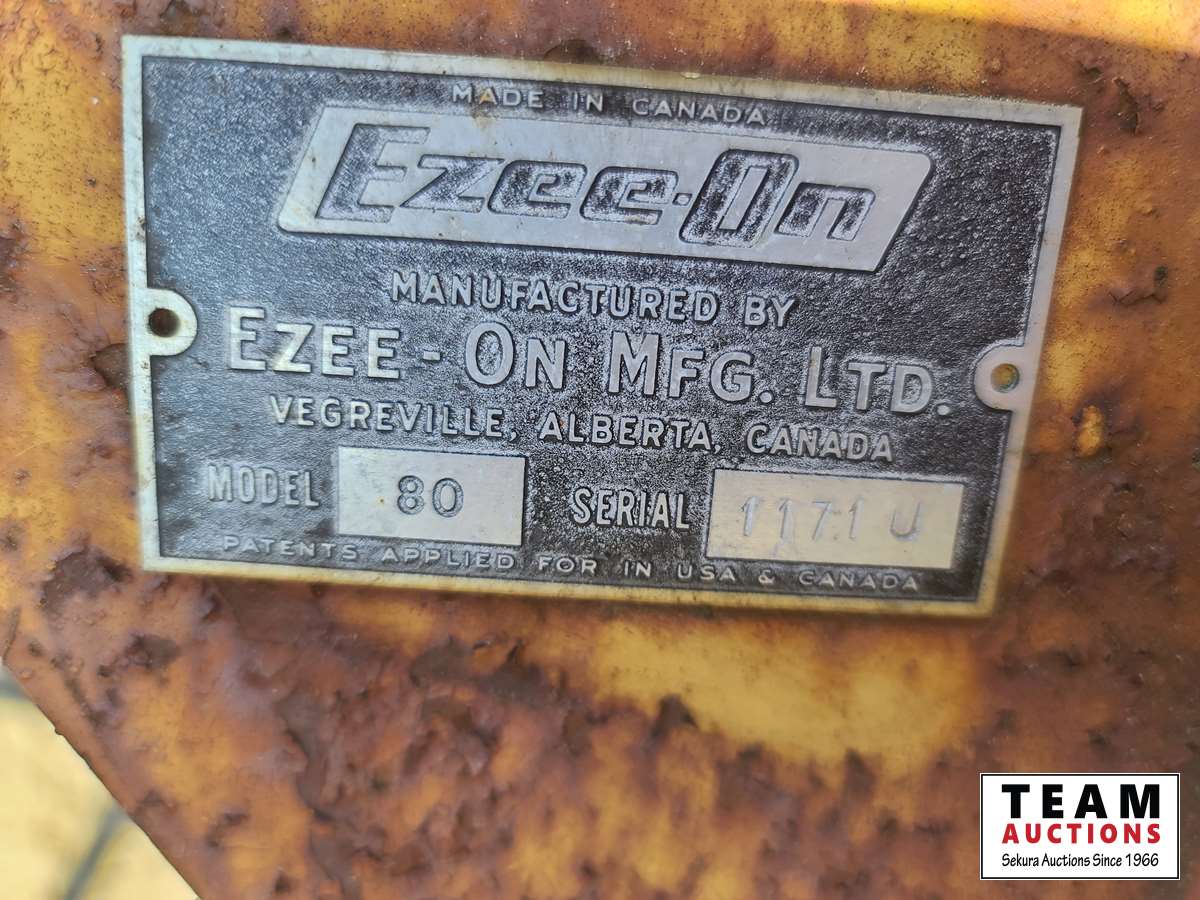 MADE IN CANADA
Ezee-On
MANUFACTURED BY
EZEE-ON MFG. LTD.
VEGREVILLE, ALBERTA, CANADA
MODEL 80 SERIAL 1171 U
PATENTS APPLIED FOR IN USA & CANADA
TEAM
AUCTIONS
Sekura Auctions Since 1966